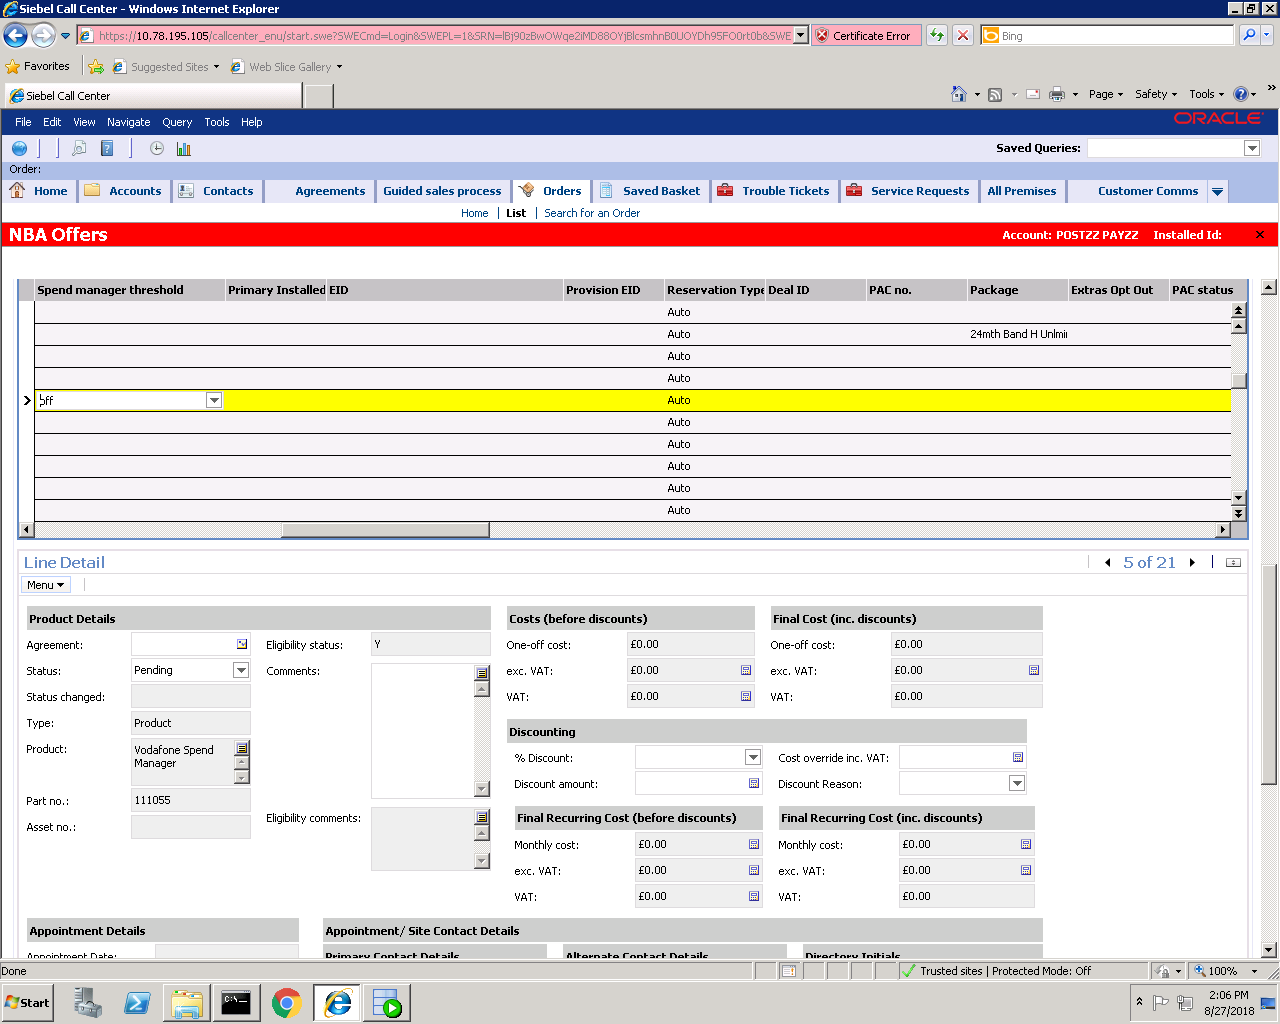 Siebel Call Center - Windows Internet Explorer
https://10.78.195.105/callcenter_enu/start.swe?SWECmd=Login&SWEPL=1&SRN=
Certificate Error
Bing
Favorites
Suggested Sites
Web Slice Gallery
Siebel Call Center
Page
Safety
Tools
File Edit View Navigate Query Tools Help
ORACLE
Saved Queries:
Order:
Home
Accounts
Contacts
Agreements
Guided sales process
Orders
Saved Basket
Trouble Tickets
Service Requests
All Premises
Customer Comms
Home | List | Search for an Order
NBA Offers
Account: POSTZZ PAYZZ Installed Id:
Spend manager threshold Primary Installed EID Provision EID Reservation Type Deal ID PAC no. Package Extras Opt Out PAC status
Auto
Auto 24mth Band H Unlmi
Auto
Auto
Off Auto
Auto
Auto
Auto
Auto
Auto
Line Detail
5 of 21
Menu
Product Details
Agreement:
Status: Pending
Status changed:
Type: Product
Product: Vodafone Spend
Manager
Part no.: 111055
Asset no.:
Eligibility status: Y
Comments:
Eligibility comments:
Costs (before discounts)
One-off cost: £0.00
exc. VAT: £0.00
VAT: £0.00
Final Cost (inc. discounts)
One-off cost: £0.00
exc. VAT: £0.00
VAT: £0.00
Discounting
% Discount:
Cost override inc. VAT:
Discount amount:
Discount Reason:
Final Recurring Cost (before discounts)
Monthly cost: £0.00
exc. VAT: £0.00
VAT: £0.00
Final Recurring Cost (inc. discounts)
Monthly cost: £0.00
exc. VAT: £0.00
VAT: £0.00
Appointment Details
Appointment Date:
Appointment/ Site Contact Details
Primary Contact Details
Alternate Contact Details
Directory Initials
Done
Trusted sites | Protected Mode: Off
100%
Start
2:06 PM
8/27/2018